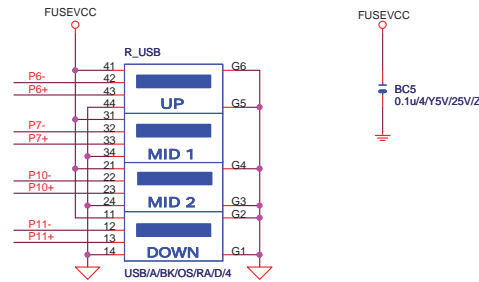 FUSEVCC
FUSEVCC
R_USB
41 G6
P6- 42
P6+ 43
44 UP G5
31
P7- 32
P7+ 33
34 MID 1
21 G4
P10- 22
P10+ 23
24 MID 2 G3
11 G2
P11- 12
P11+ 13
14 DOWN G1
USB/A/BK/OS/RA/D/4
BC5
0.1u/4/Y5V/25V/Z